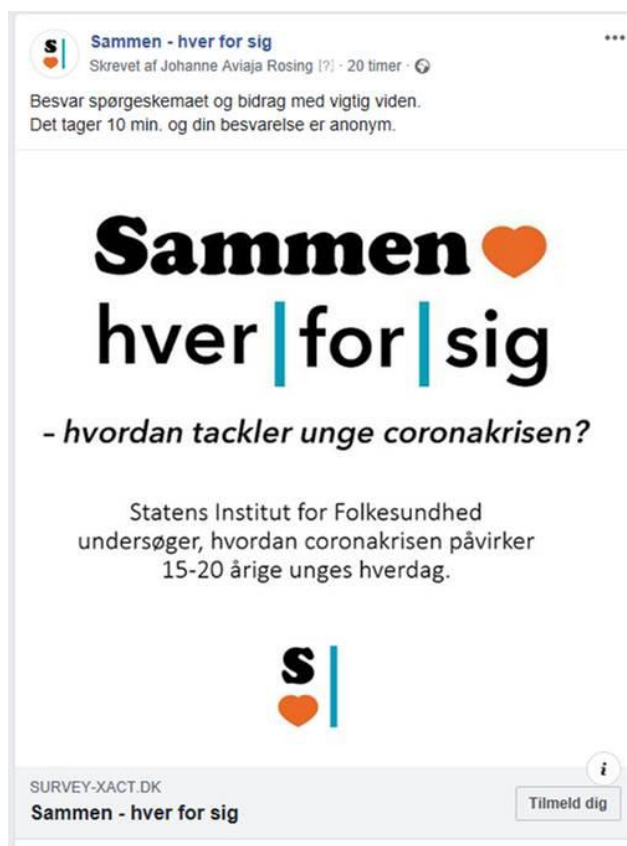 Sammen - hver for sig
Skrevet af Johanne Aviaja Rosing [?] · 20 timer ·
Besvar spørgeskemaet og bidrag med vigtig viden.
Det tager 10 min. og din besvarelse er anonym.
Sammen
hver|for|sig
– hvordan tackler unge coronakrisen?
Statens Institut for Folkesundhed
undersøger, hvordan coronakrisen påvirker
15-20 årige unges hverdag.
S
SURVEY-XACT.DK
Sammen - hver for sig
Tilmeld dig